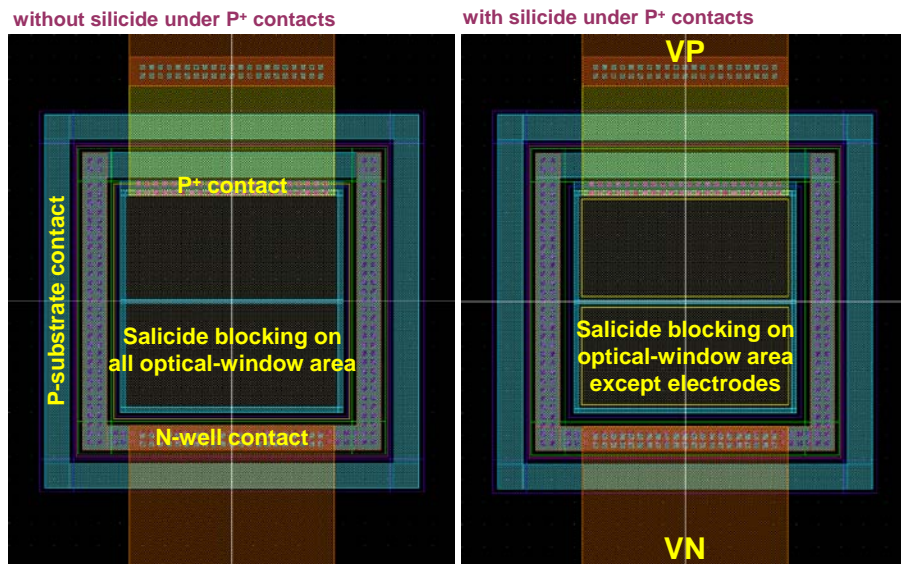 without silicide under P⁺ contacts
P⁺ contact
P-substrate contact
Salicide blocking on
all optical-window area
N-well contact
with silicide under P⁺ contacts
VP
Salicide blocking on
optical-window area
except electrodes
VN